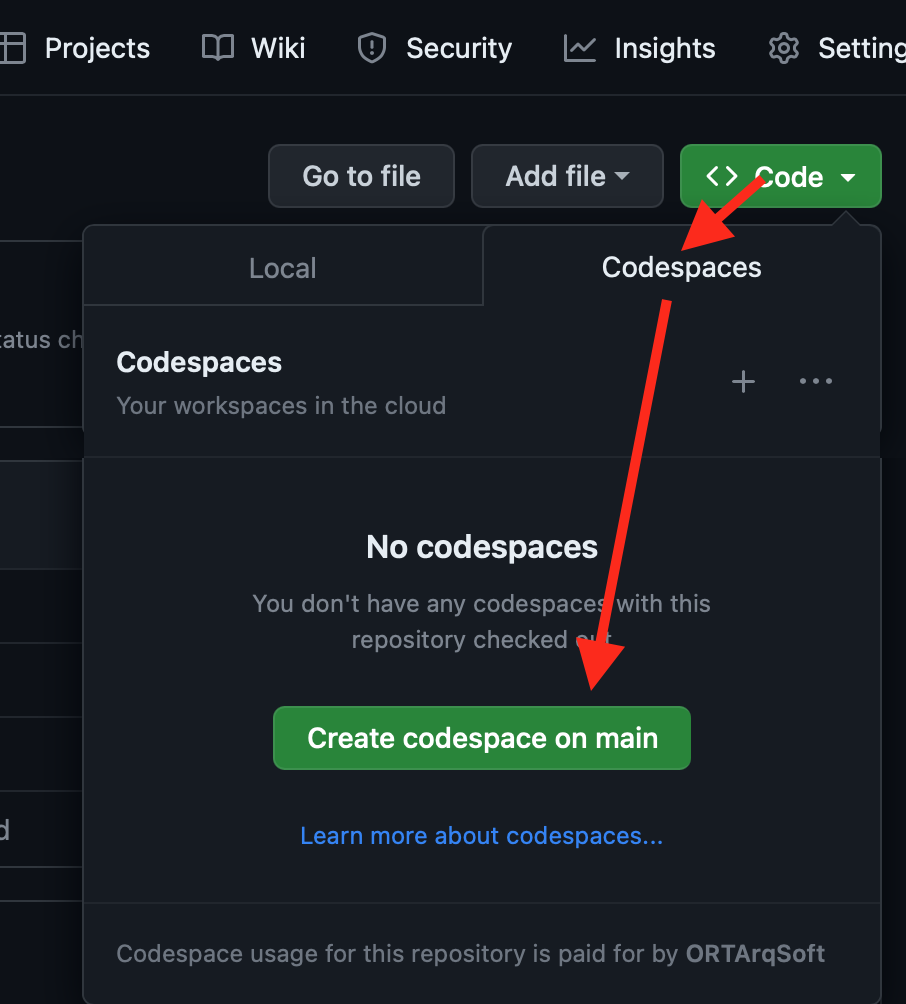 Projects
Wiki
Security
Insights
Setting
Go to file
Add file
<> Code
Local
Codespaces
tatus ch
Codespaces
Your workspaces in the cloud
No codespaces
You don't have any codespaces with this
repository checked out.
Create codespace on main
d
Learn more about codespaces...
Codespace usage for this repository is paid for by ORTArqSoft